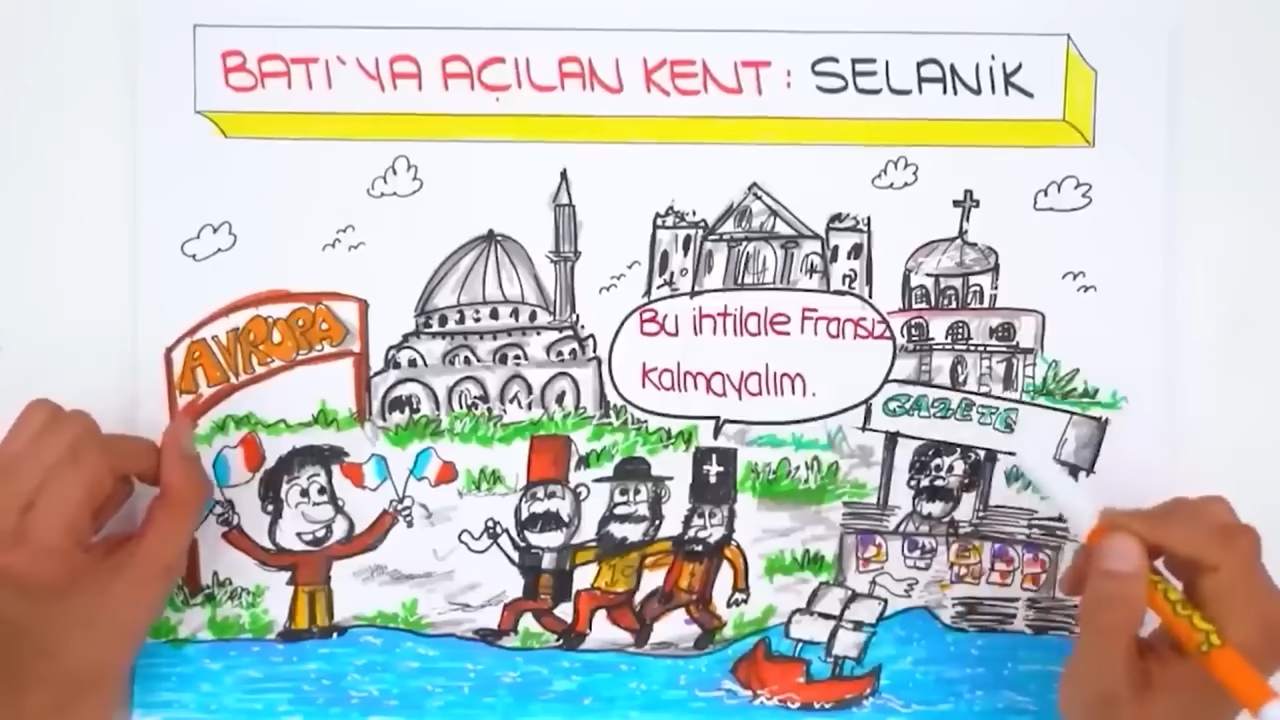 BATI'YA AÇILAN KENT: SELANİK
AVRUPA
Bu ihtilale Fransız
kalmayalım.
GAZETE